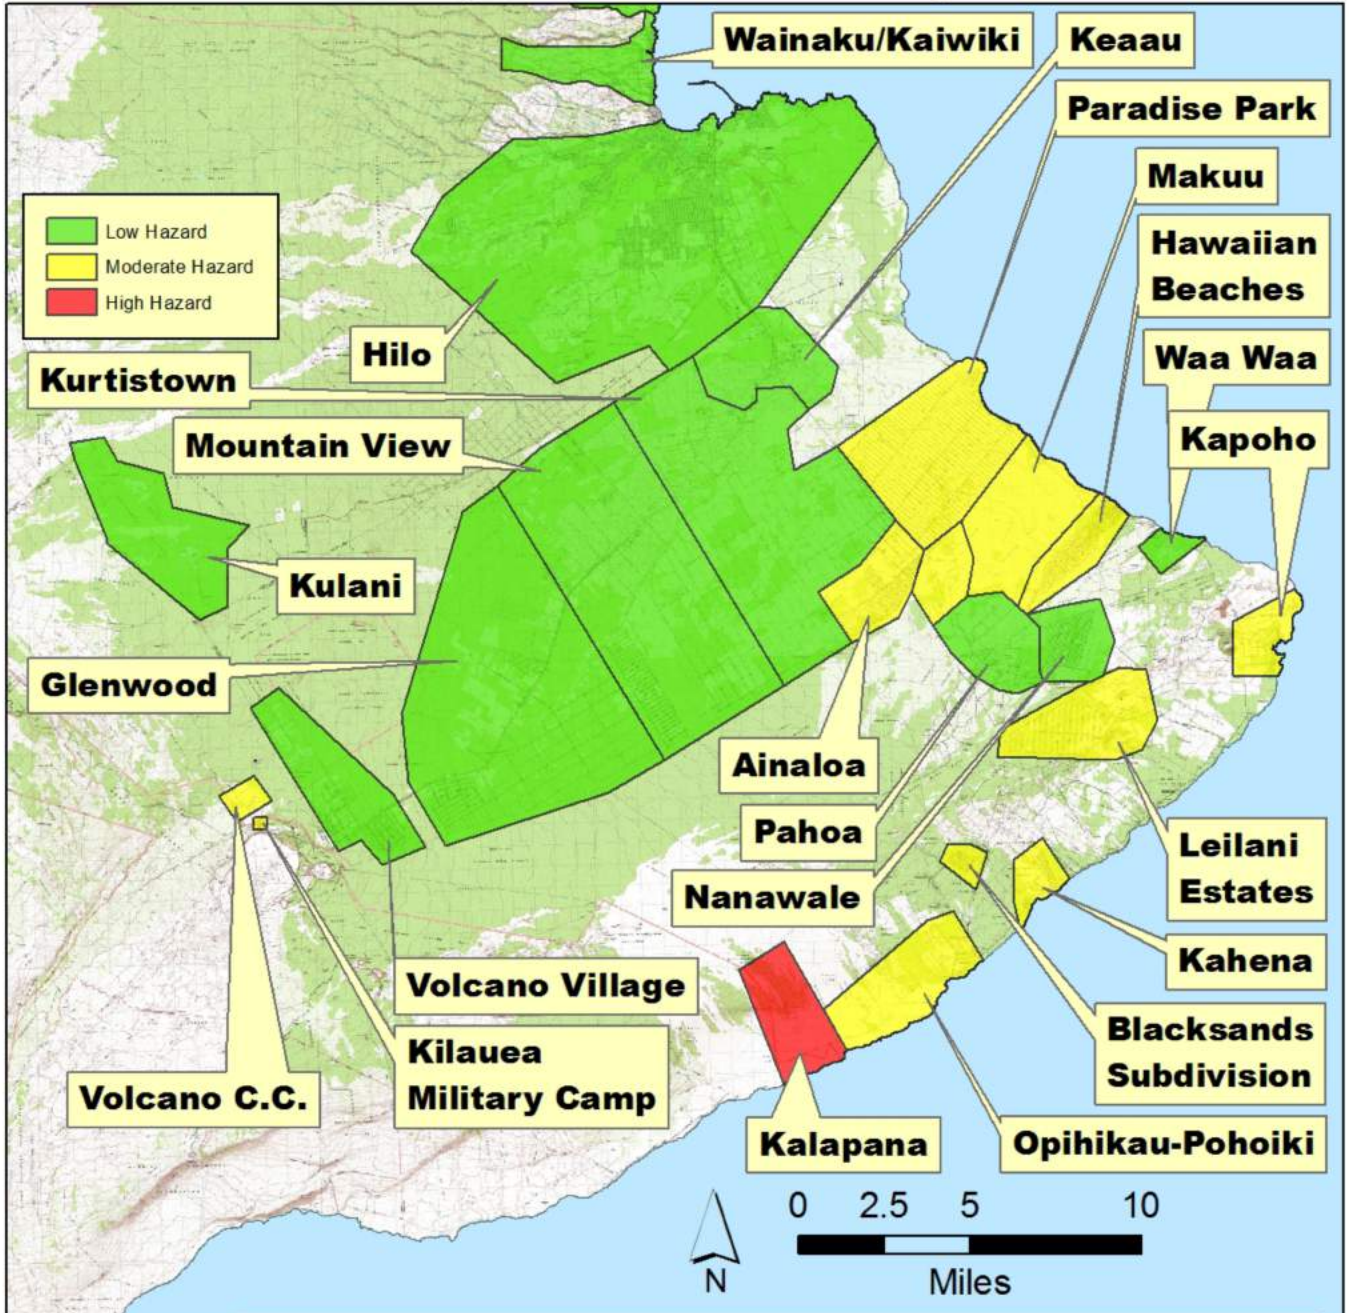 Wainaku/Kaiwiki
Keaau
Paradise Park
Makuu
Hawaiian
Beaches
Waa Waa
Kapoho
Low Hazard
Moderate Hazard
High Hazard
Hilo
Kurtistown
Mountain View
Kulani
Glenwood
Ainaloa
Pahoa
Nanawale
Leilani
Estates
Kahena
Blacksands
Subdivision
Opihikau-Pohoiki
Kalapana
Volcano Village
Kilauea
Military Camp
Volcano C.C.
N
0 2.5 5 10
Miles